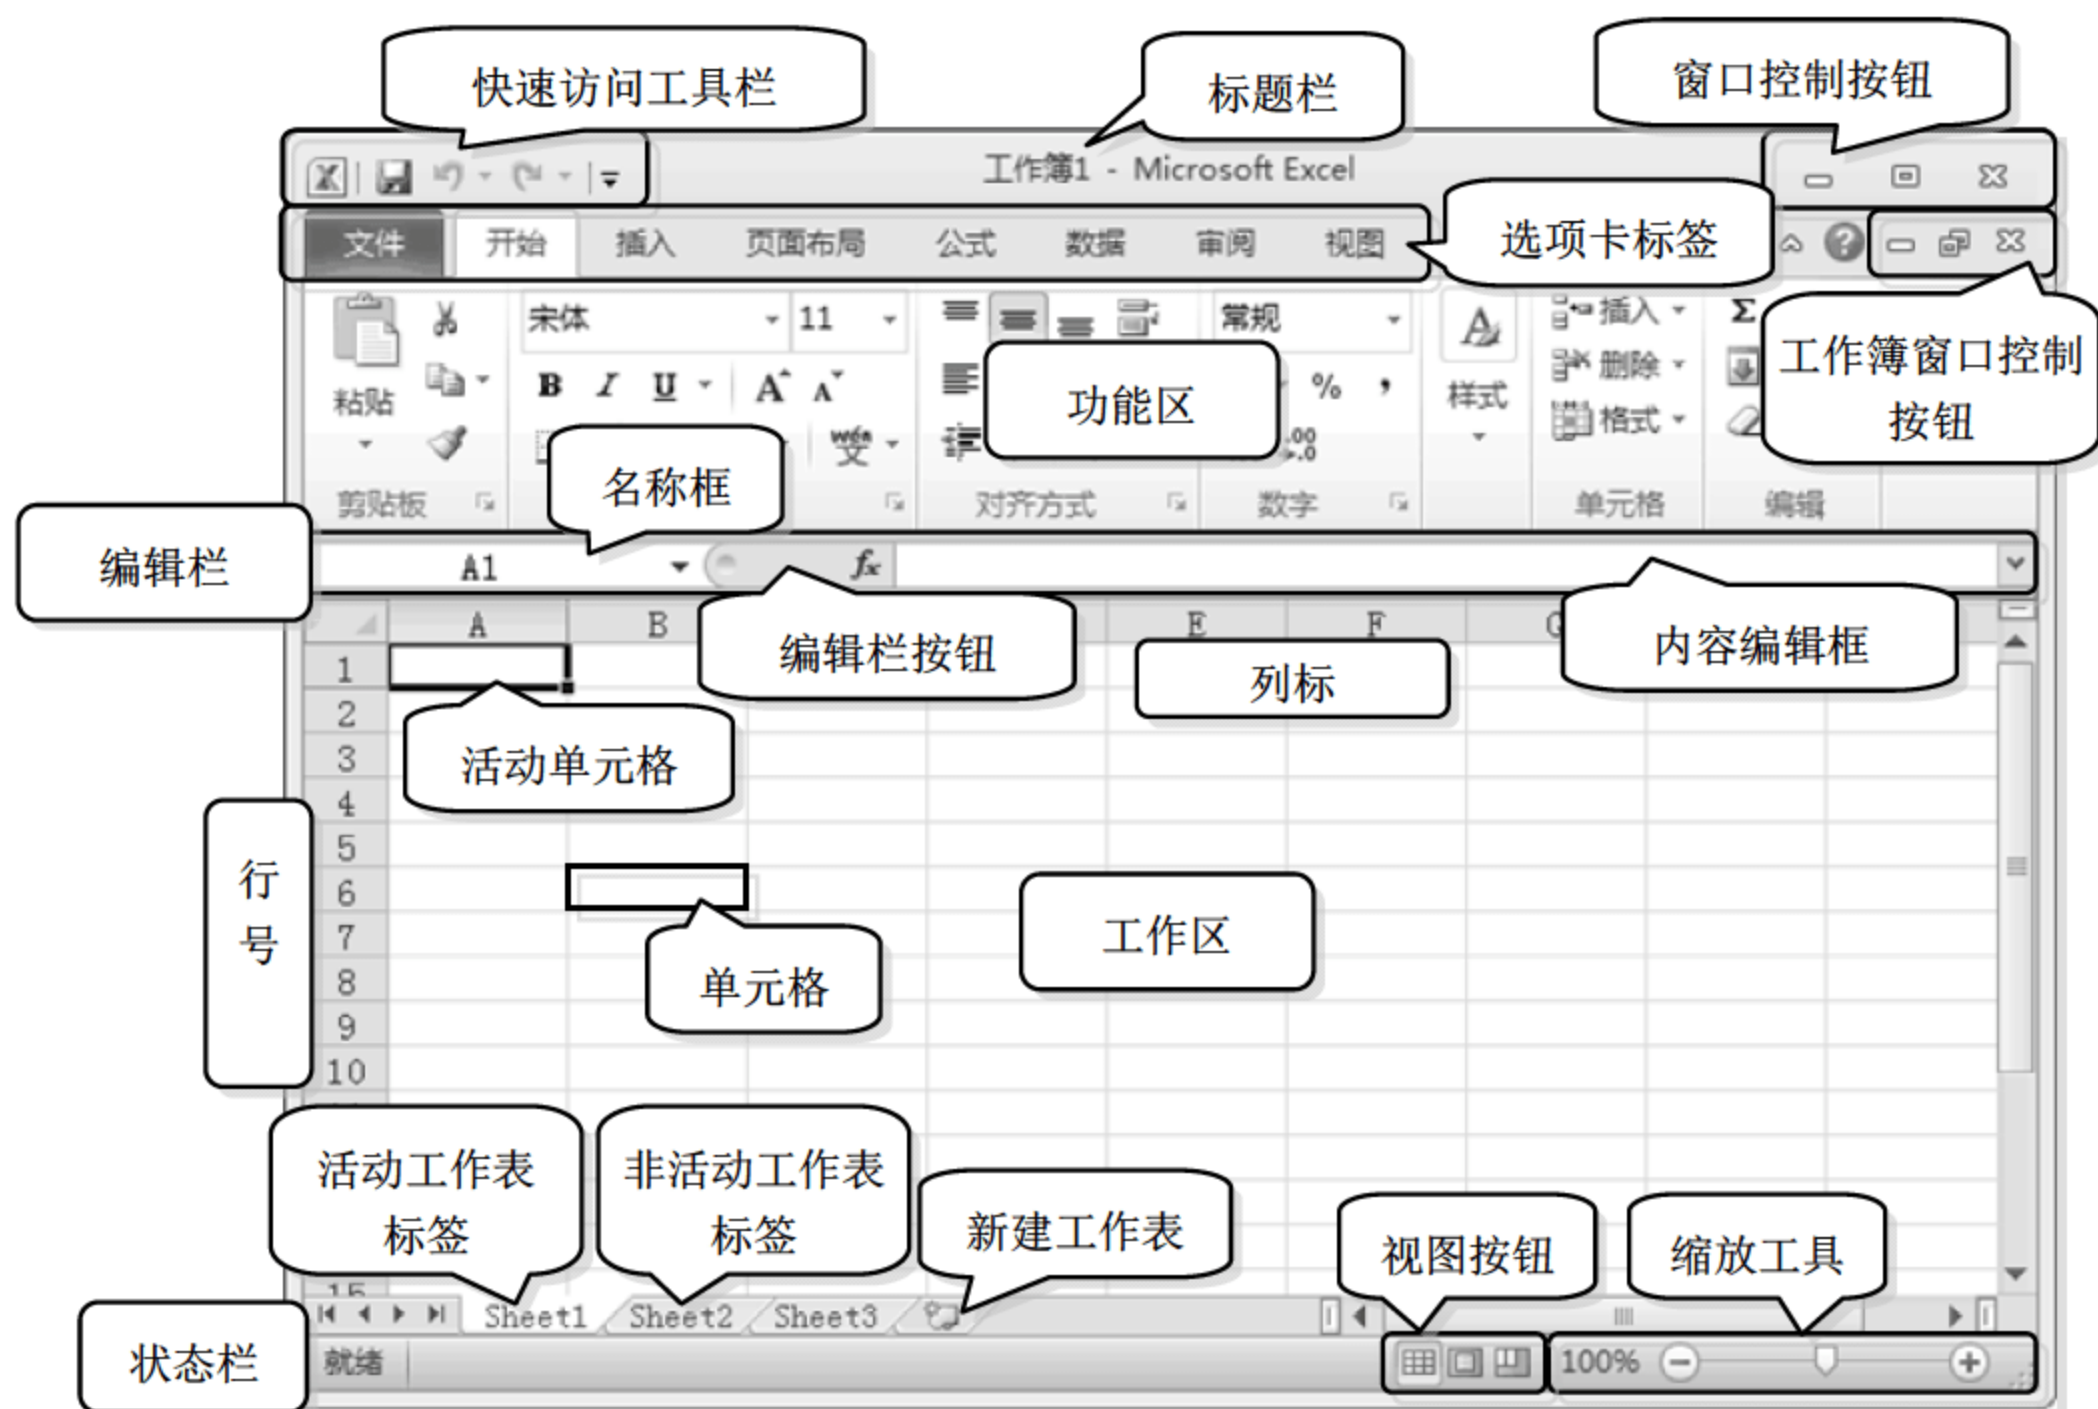 快速访问工具栏
标题栏
窗口控制按钮
工作簿1 - Microsoft Excel
文件 开始 插入 页面布局 公式 数据 审阅 视图
选项卡标签
宋体 11 常规 插入 Σ
工作簿窗口控制
按钮
功能区
B I U A A % , 样式 删除
粘贴
wén
文
.00
.0
格式
名称框
剪贴板 对齐方式 数字 单元格 编辑
编辑栏
A1 fx
A B E F G
编辑栏按钮
内容编辑框
列标
1
2
活动单元格
3
4
5
行
号
6
7
工作区
单元格
8
9
10
活动工作表
标签
非活动工作表
标签
新建工作表
视图按钮
缩放工具
15
Sheet1 Sheet2 Sheet3
状态栏
就绪 100%